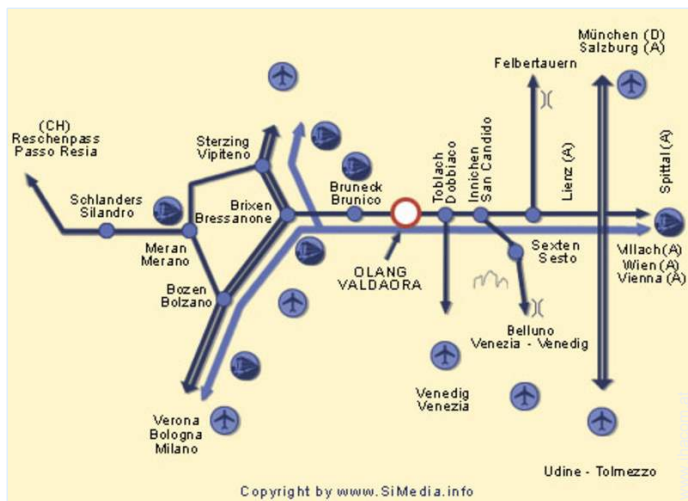 München (D)
Salzburg (A)
Felbertauern
(CH)
Reschenpass
Passo Resia
Sterzing
Vipiteno
Schlanders
Silandro
Brixen
Bressanone
Bruneck
Brunico
Toblach
Dobbiaco
Innichen
San Candido
Lienz (A)
Spittal (A)
Meran
Merano
OLANG
VALDAORA
Sexten
Sesto
Villach(A)
Wien (A)
Vienna (A)
Bozen
Bolzano
Belluno
Venezia - Venedig
Venedig
Venezia
Verona
Bologna
Milano
Udine - Tolmezzo
Copyright by www.SiMedia.info